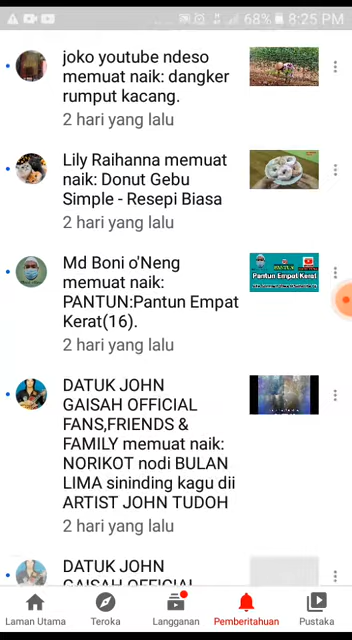 68% 8:25 PM
joko youtube ndeso
memuat naik: dangker
rumput kacang.
2 hari yang lalu
Lily Raihanna memuat
naik: Donut Gebu
Simple - Resepi Biasa
2 hari yang lalu
Md Boni o'Neng
memuat naik:
PANTUN:Pantun Empat
Kerat(16).
2 hari yang lalu
Pantun Empat Kerat
DATUK JOHN
GAISAH OFFICIAL
FANS,FRIENDS &
FAMILY memuat naik:
NORIKOT nodi BULAN
LIMA sininding kagu dii
ARTIST JOHN TUDOH
2 hari yang lalu
DATUK JOHN
GAISAH OFFICIAL
Laman Utama
Teroka
Langganan
Pemberitahuan
Pustaka